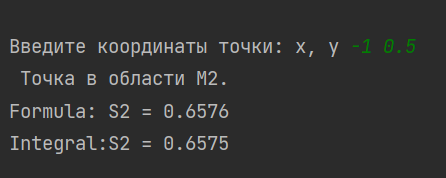 Введите координаты точки: x, y -1 0.5
Точка в области M2.
Formula: S2 = 0.6576
Integral:S2 = 0.6575